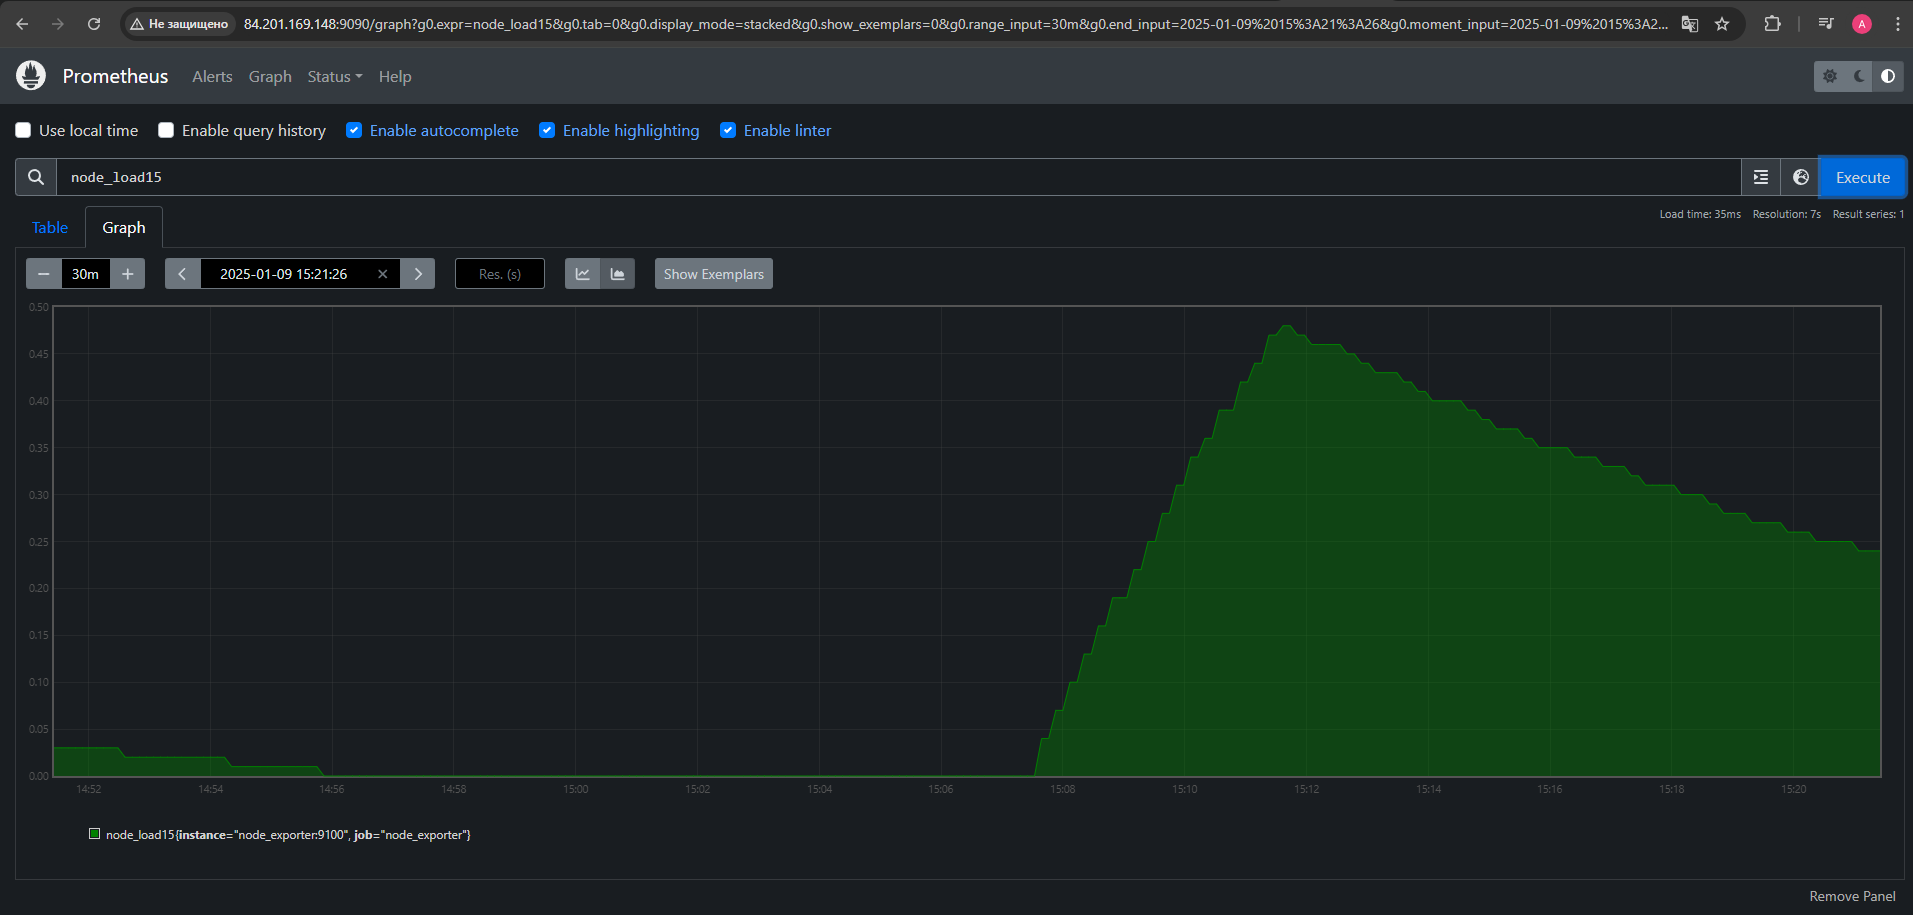 Не защищено 84.201.169.148:9090/graph?g0.expr=node_load15&g0.tab=0&g0.display_mode=stacked&g0.show_exemplars=0&g0.range_input=30m&g0.end_input=2025-01-09%2015%3A21%3A26&g0.moment_input=2025-01-09%2015%3A2... A
Prometheus Alerts Graph Status Help
Use local time Enable query history Enable autocomplete Enable highlighting Enable linter
node_load15 Execute
Load time: 35ms Resolution: 7s Result series: 1
Table Graph
30m 2025-01-09 15:21:26 Res. (s) Show Exemplars
0.50
0.45
0.40
0.35
0.30
0.25
0.20
0.15
0.10
0.05
0.00
14:52 14:54 14:56 14:58 15:00 15:02 15:04 15:06 15:08 15:10 15:12 15:14 15:16 15:18 15:20
node_load15{instance="node_exporter:9100", job="node_exporter"}
Remove Panel